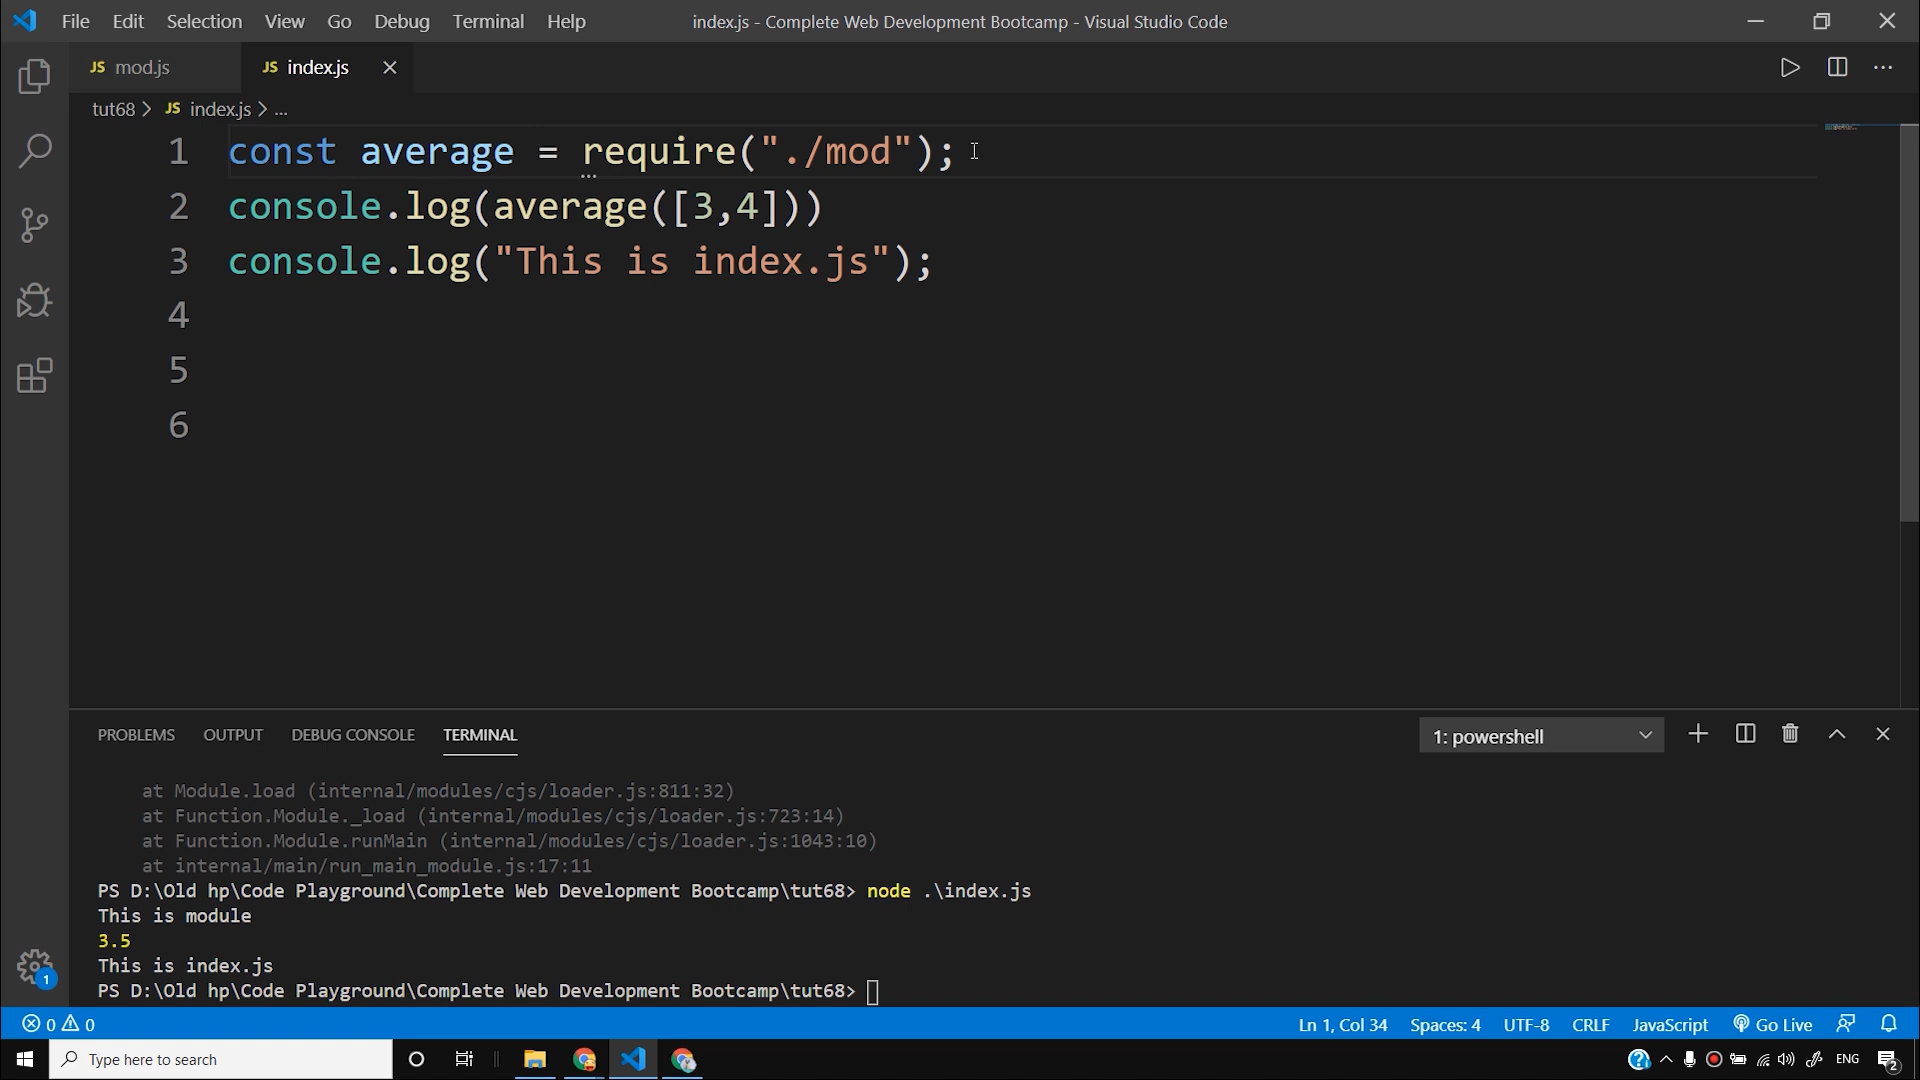 File Edit Selection View Go Debug Terminal Help index.js - Complete Web Development Bootcamp - Visual Studio Code
JS mod.js JS index.js
tut68 > JS index.js > ...
1 const average = require("./mod");
2 console.log(average([3,4]))
3 console.log("This is index.js");
4
5
6
PROBLEMS OUTPUT DEBUG CONSOLE TERMINAL 1: powershell
at Module.load (internal/modules/cjs/loader.js:811:32)
at Function.Module._load (internal/modules/cjs/loader.js:723:14)
at Function.Module.runMain (internal/modules/cjs/loader.js:1043:10)
at internal/main/run_main_module.js:17:11
PS D:\Old hp\Code Playground\Complete Web Development Bootcamp\tut68> node .\index.js
This is module
3.5
This is index.js
PS D:\Old hp\Code Playground\Complete Web Development Bootcamp\tut68>
1
0 0 Ln 1, Col 34 Spaces: 4 UTF-8 CRLF JavaScript Go Live
Type here to search ENG 2